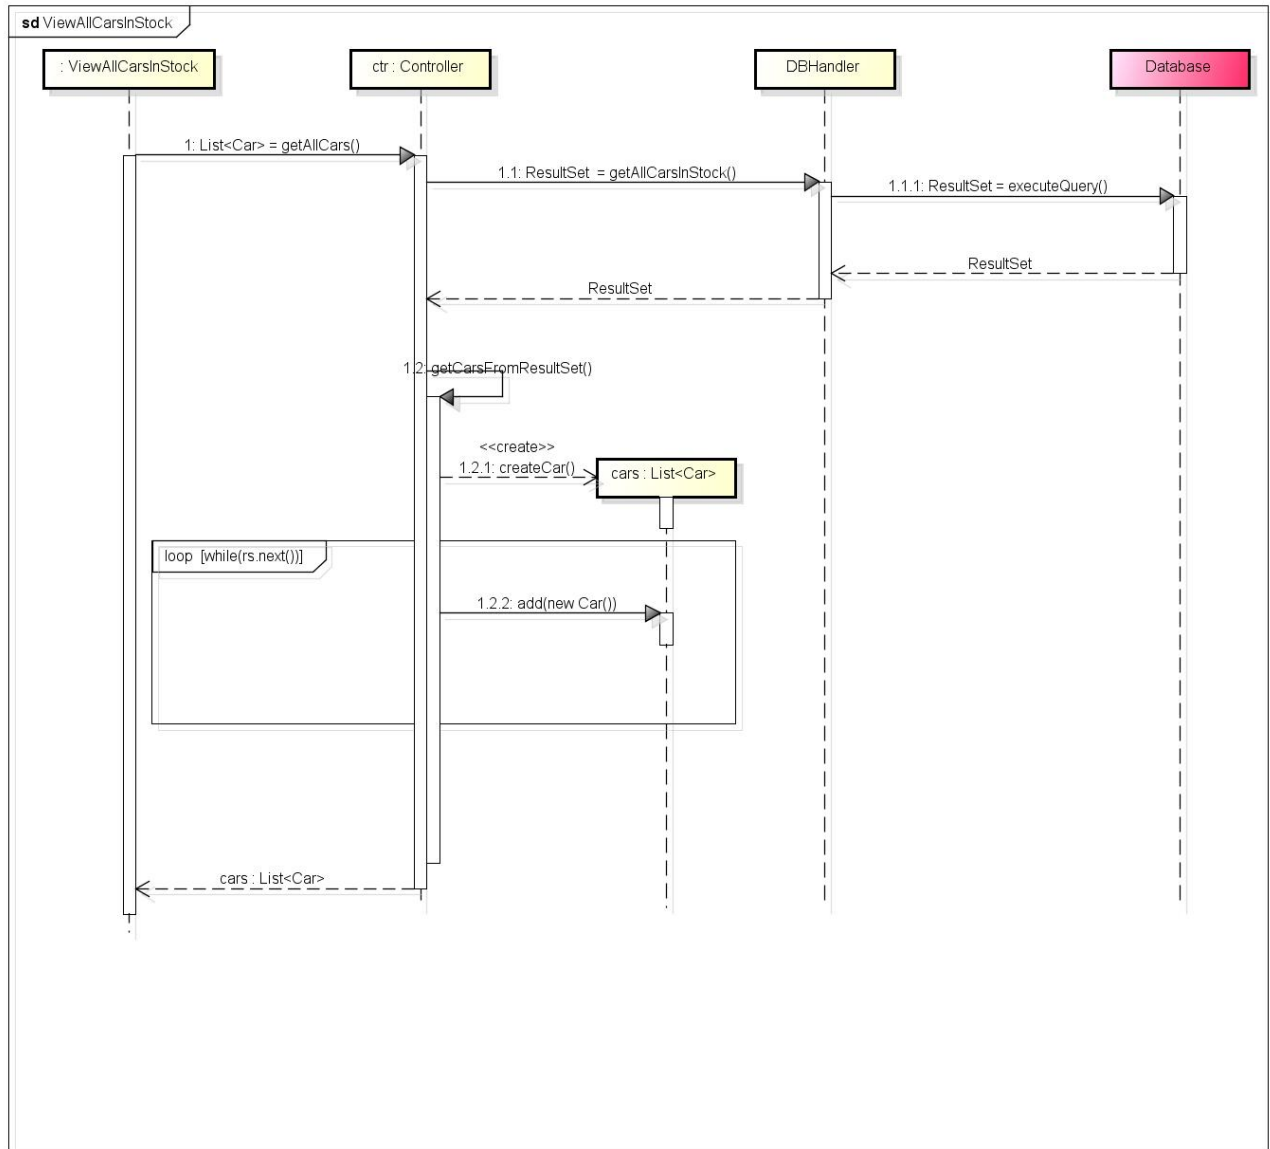 sd ViewAllCarsInStock
: ViewAllCarsInStock
ctr : Controller
DBHandler
Database
1: List<Car> = getAllCars()
1.1: ResultSet = getAllCarsInStock()
1.1.1: ResultSet = executeQuery()
ResultSet
ResultSet
1.2: getCarsFromResultSet()
<<create>>
1.2.1: createCar()
cars : List<Car>
loop [while(rs.next())]
1.2.2: add(new Car())
cars : List<Car>